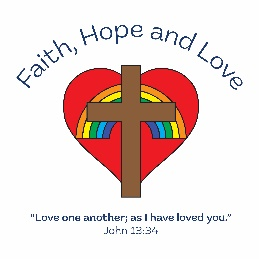 Faith, Hope and Love
"Love one another; as I have loved you."
John 13:34